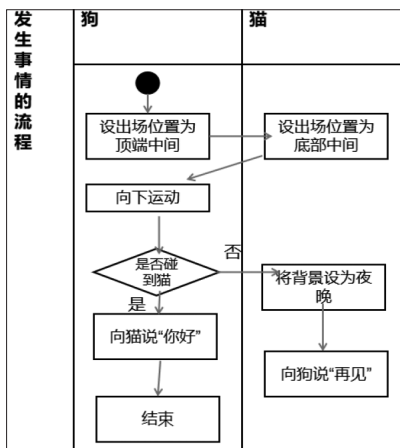 发生事情的流程
狗
猫
设出场位置为
顶端中间
设出场位置为
底部中间
向下运动
是否碰
到猫
否
将背景设为夜
晚
是
向猫说“你好”
向狗说“再见”
结束